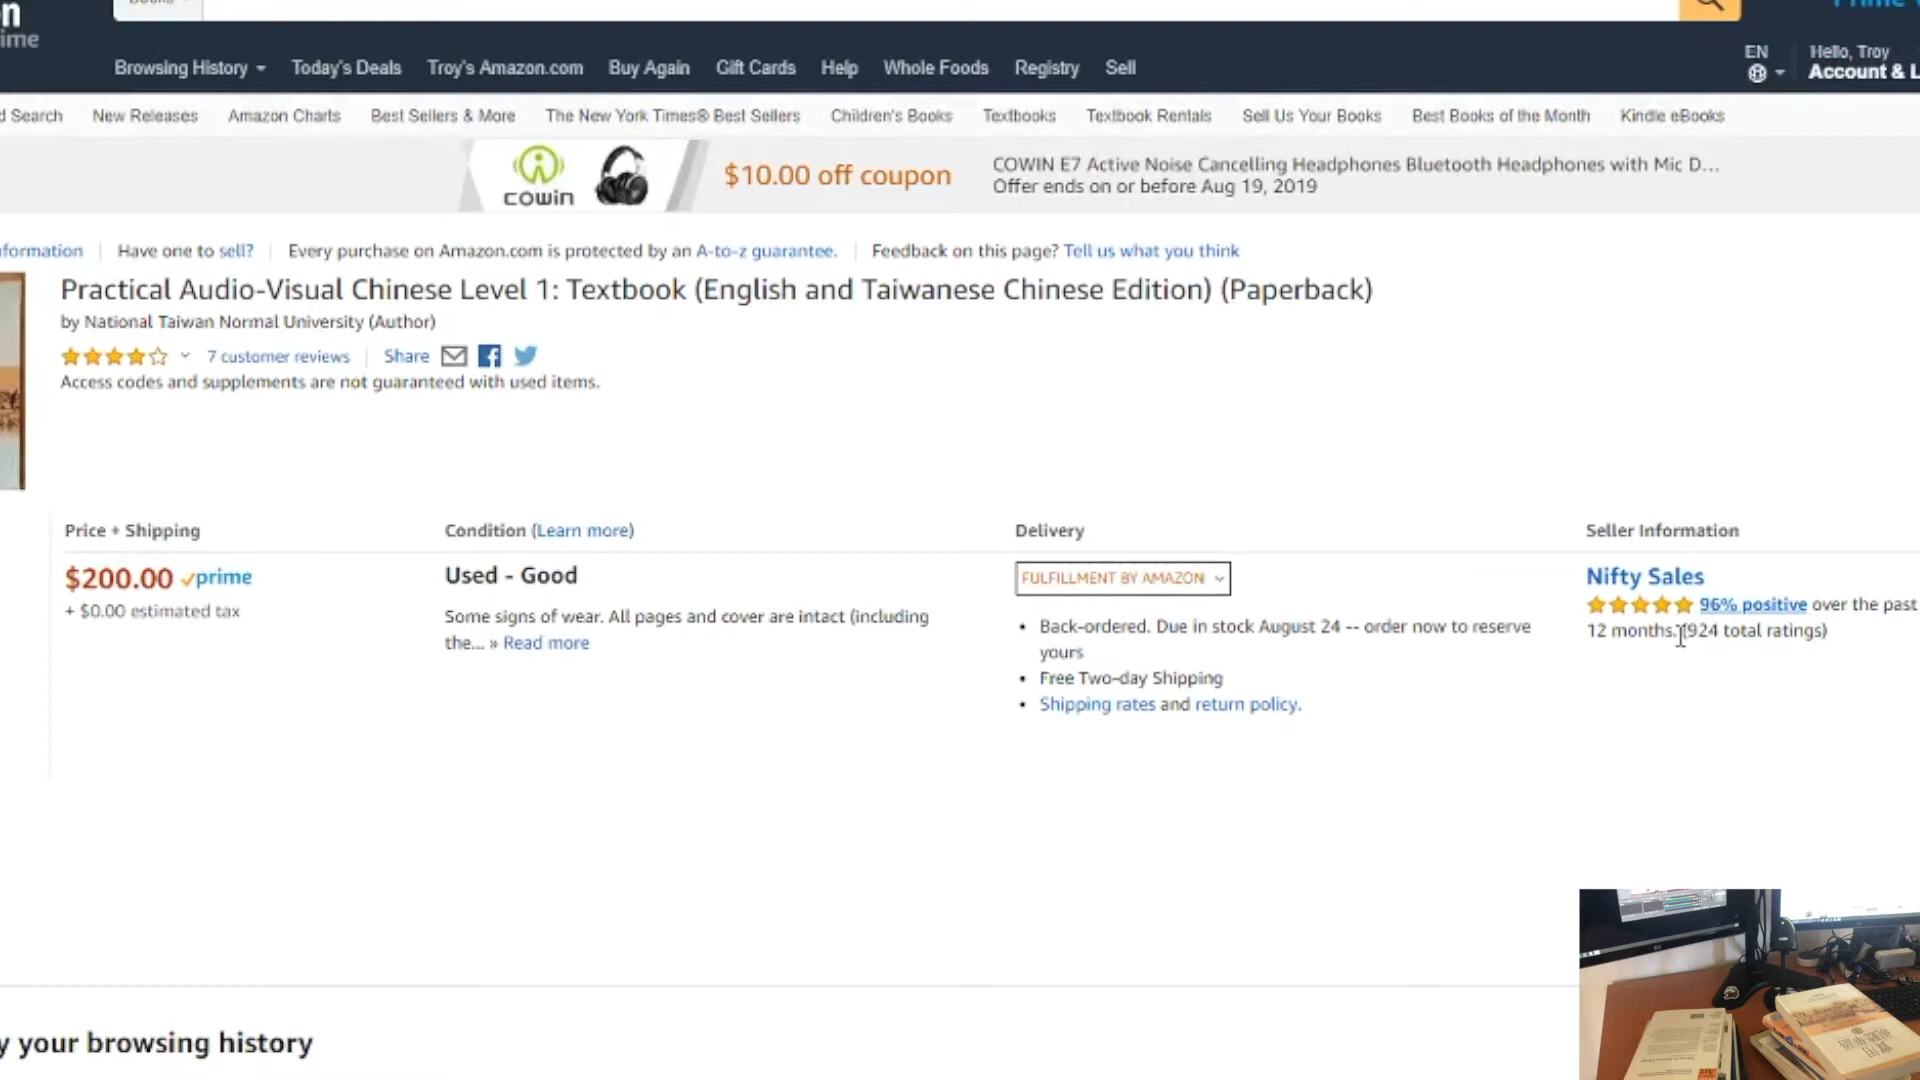 Books
ime
Browsing History Today's Deals Troy's Amazon.com Buy Again Gift Cards Help Whole Foods Registry Sell
EN
Hello, Troy
Account &
d Search New Releases Amazon Charts Best Sellers & More The New York Times® Best Sellers Children's Books Textbooks Textbook Rentals Sell Us Your Books Best Books of the Month Kindle eBooks
cowin
$10.00 off coupon
COWIN E7 Active Noise Cancelling Headphones Bluetooth Headphones with Mic D...
Offer ends on or before Aug 19, 2019
formation Have one to sell? Every purchase on Amazon.com is protected by an A-to-z guarantee. Feedback on this page? Tell us what you think
Practical Audio-Visual Chinese Level 1: Textbook (English and Taiwanese Chinese Edition) (Paperback)
by National Taiwan Normal University (Author)
7 customer reviews Share
Access codes and supplements are not guaranteed with used items.
Price + Shipping
$200.00 prime
+ $0.00 estimated tax
Condition (Learn more)
Used - Good
Some signs of wear. All pages and cover are intact (including
the... » Read more
Delivery
FULFILLMENT BY AMAZON
• Back-ordered. Due in stock August 24 -- order now to reserve
yours
• Free Two-day Shipping
• Shipping rates and return policy.
Seller Information
Nifty Sales
96% positive over the past
12 months. (924 total ratings)
y your browsing history